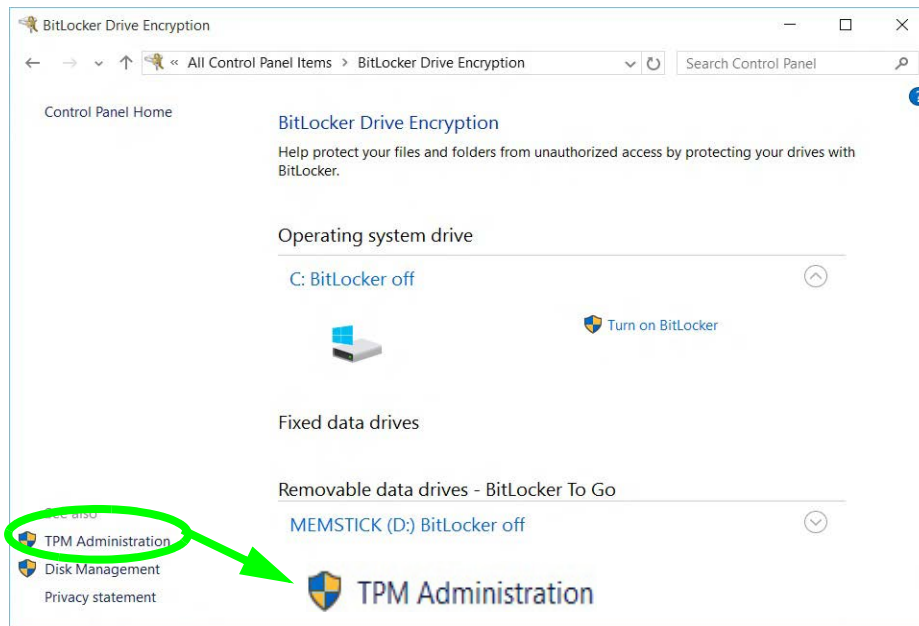 BitLocker Drive Encryption
« All Control Panel Items > BitLocker Drive Encryption
Search Control Panel
Control Panel Home
BitLocker Drive Encryption
Help protect your files and folders from unauthorized access by protecting your drives with
BitLocker.
Operating system drive
C: BitLocker off
Turn on BitLocker
Fixed data drives
Removable data drives - BitLocker To Go
MEMSTICK (D:) BitLocker off
See also
TPM Administration
Disk Management
Privacy statement
TPM Administration